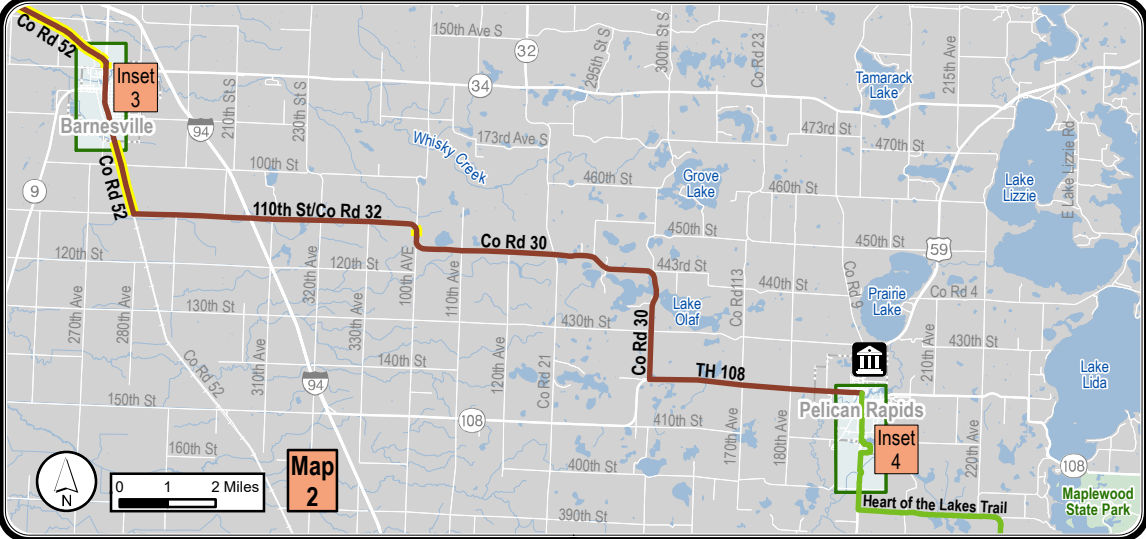 Co Rd 52
150th Ave S
32
295th St S
300th St S
Co Rd 23
Inset
3
34
Tamarack
Lake
215th Ave
210th St S
230th St S
Barnesville
94
473rd St
470th St
E Lake Lizzie Rd
173rd Ave S
Whisky Creek
100th St
460th St
Grove
Lake
460th St
Lake
Lizzie
9
Co Rd 52
110th St/Co Rd 32
Co Rd 30
450th St
450th St
59
120th St
120th St
443rd St
320th Ave
100th AVE
110th Ave
440th St
Co Rd113
Co Rd 9
Prairie
Lake
Co Rd 4
270th Ave
280th Ave
130th St
330th Ave
430th St
Lake
Olaf
Co Rd 30
430th St
210th Ave
310th Ave
Co Rd 52
140th St
120th Ave
Co Rd 21
TH 108
Lake
Lida
94
150th St
108
410th St
170th Ave
180th Ave
Pelican Rapids
Inset
4
220th Ave
160th St
400th St
108
N
0 1 2 Miles
Map
2
390th St
Heart of the Lakes Trail
Maplewood
State Park